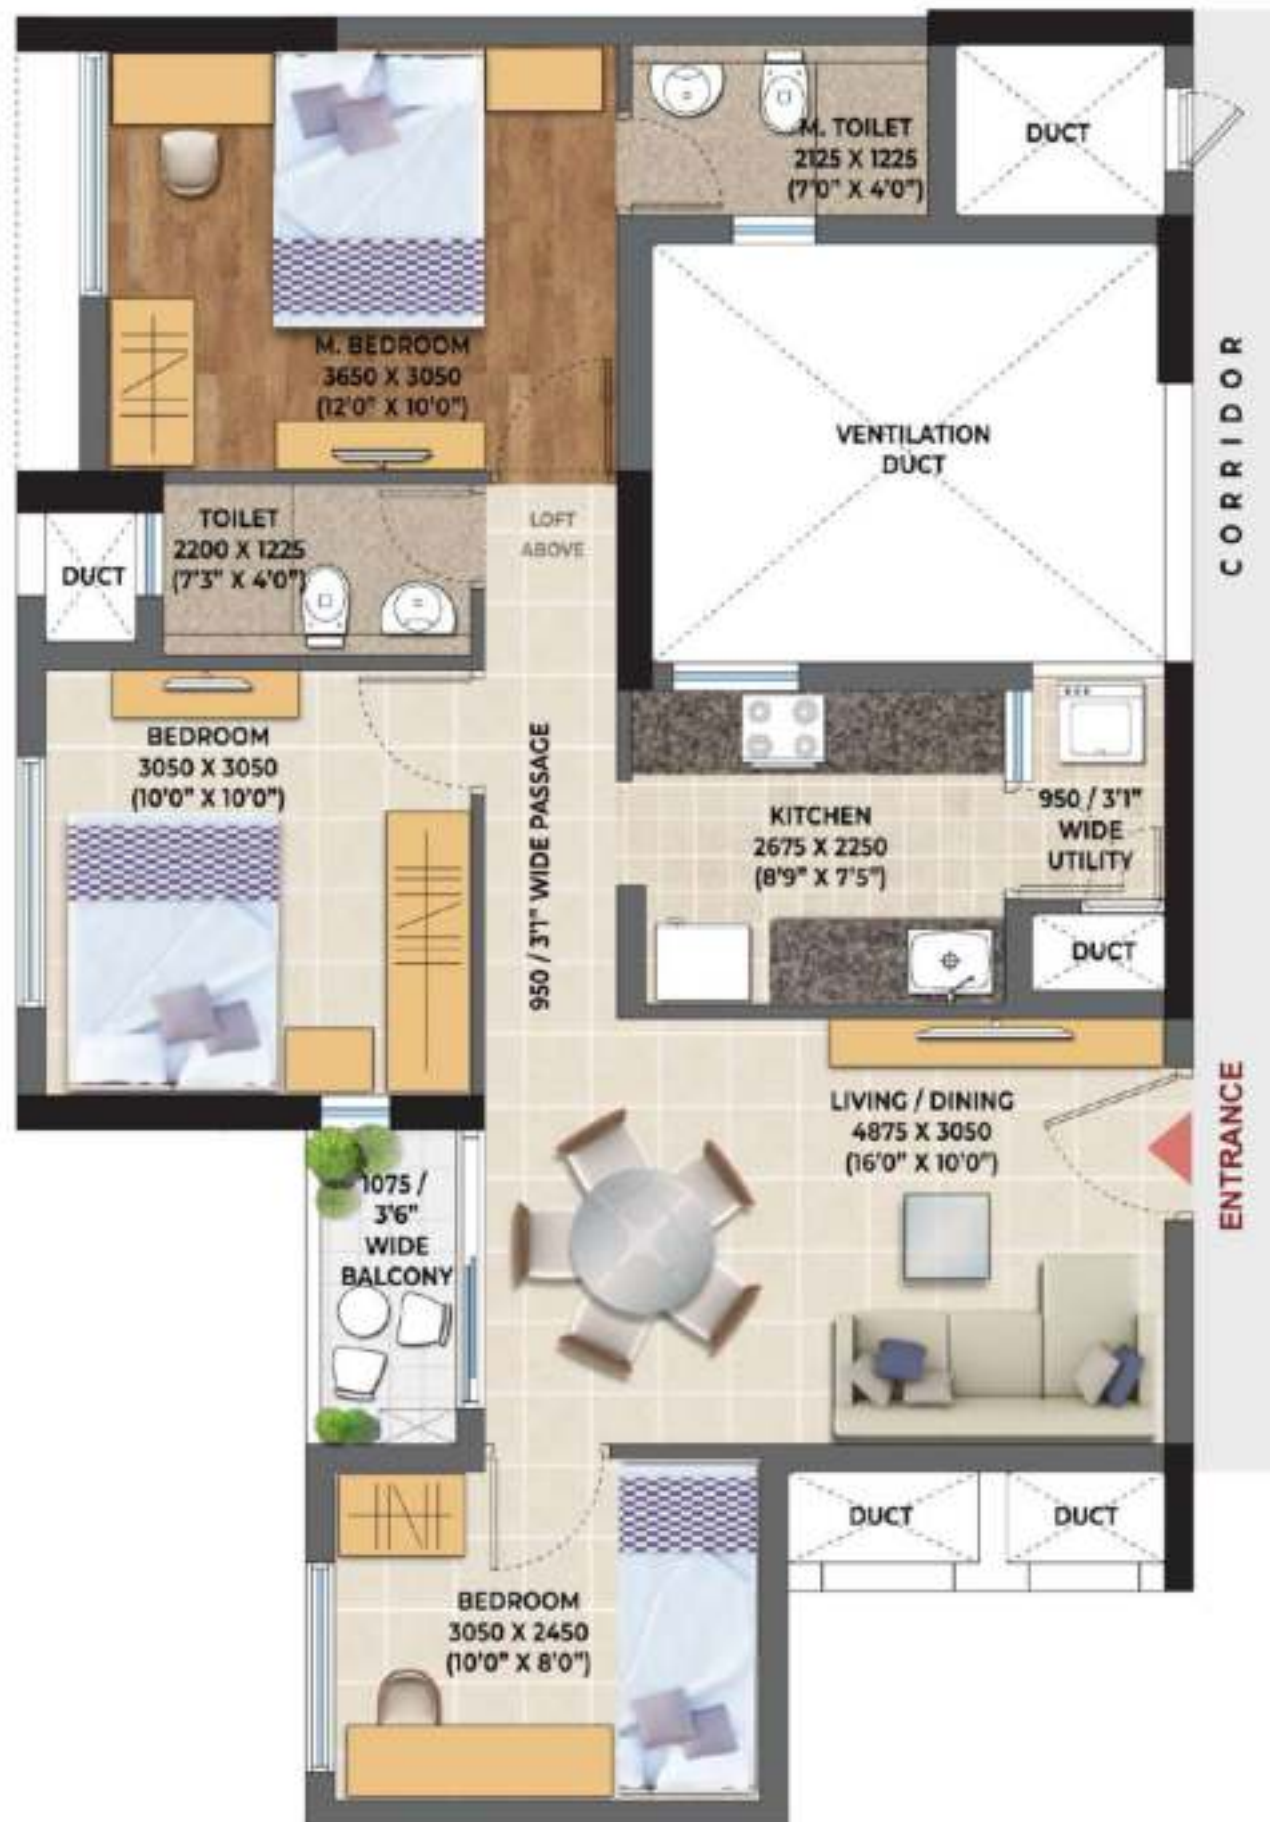 M. TOILET
2125 X 1225
(7'0" X 4'0")
DUCT
M. BEDROOM
3650 X 3050
(12'0" X 10'0")
VENTILATION
DUCT
CORRIDOR
TOILET
2200 X 1225
(7'3" X 4'0")
DUCT
LOFT
ABOVE
BEDROOM
3050 X 3050
(10'0" X 10'0")
950 / 3'1" WIDE PASSAGE
KITCHEN
2675 X 2250
(8'9" X 7'5")
950 / 3'1"
WIDE
UTILITY
DUCT
LIVING / DINING
4875 X 3050
(16'0" X 10'0")
ENTRANCE
1075 /
3'6"
WIDE
BALCONY
DUCT
DUCT
BEDROOM
3050 X 2450
(10'0" X 8'0")